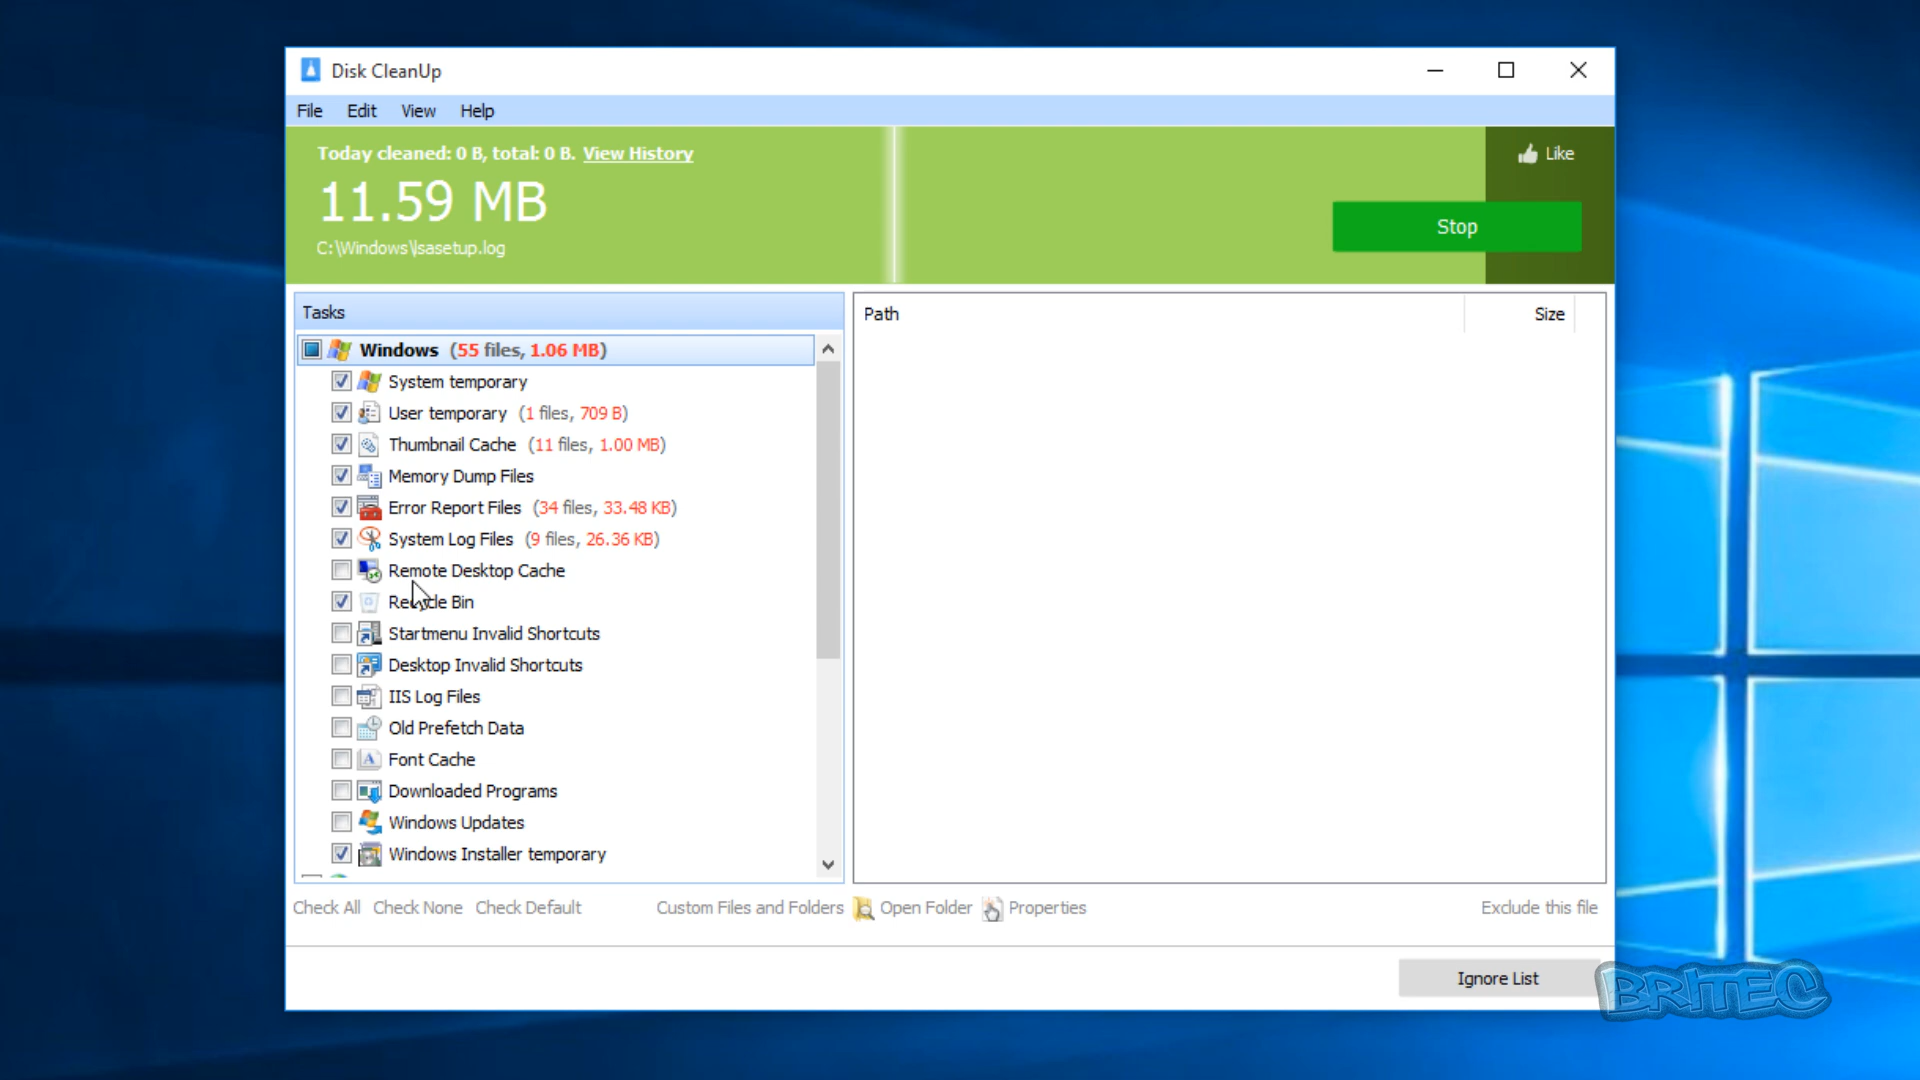 Disk CleanUp
File Edit View Help
Today cleaned: 0 B, total: 0 B. View History
Like
11.59 MB
Stop
C:\Windows\lsasetup.log
Tasks
Path Size
Windows (55 files, 1.06 MB)
System temporary
User temporary (1 files, 709 B)
Thumbnail Cache (11 files, 1.00 MB)
Memory Dump Files
Error Report Files (34 files, 33.48 KB)
System Log Files (9 files, 26.36 KB)
Remote Desktop Cache
Recycle Bin
Startmenu Invalid Shortcuts
Desktop Invalid Shortcuts
IIS Log Files
Old Prefetch Data
Font Cache
Downloaded Programs
Windows Updates
Windows Installer temporary
Check All Check None Check Default Custom Files and Folders Open Folder Properties Exclude this file
Ignore List
BRITEC